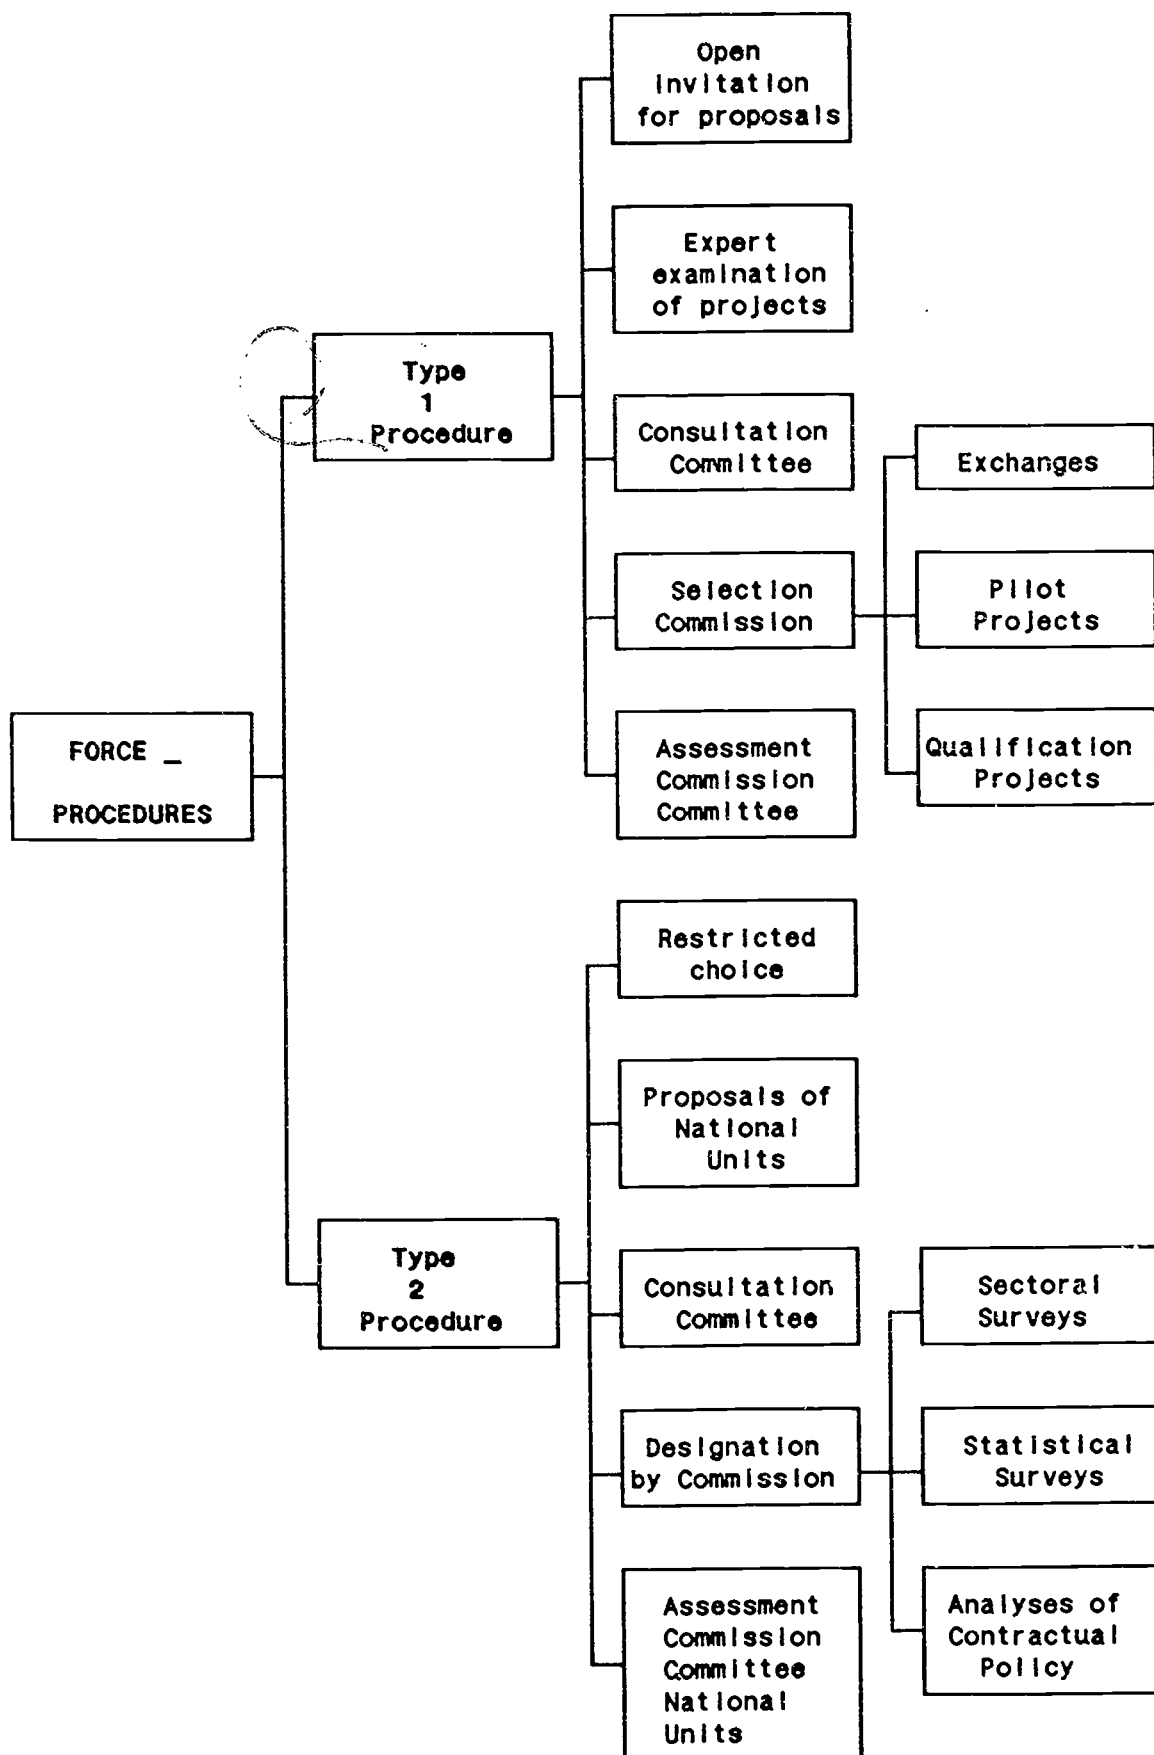 Open
invitation
for proposals
Expert
examination
of projects
Type
1
Procedure
Consultation
Committee
Exchanges
Selection
Commission
Pilot
Projects
FORCE _
PROCEDURES
Assessment
Commission
Committee
Qualification
Projects
Restricted
choice
Proposals of
National
Units
Type
2
Procedure
Consultation
Committee
Sectoral
Surveys
Designation
by Commission
Statistical
Surveys
Assessment
Commission
Committee
National
Units
Analyses of
Contractual
Policy